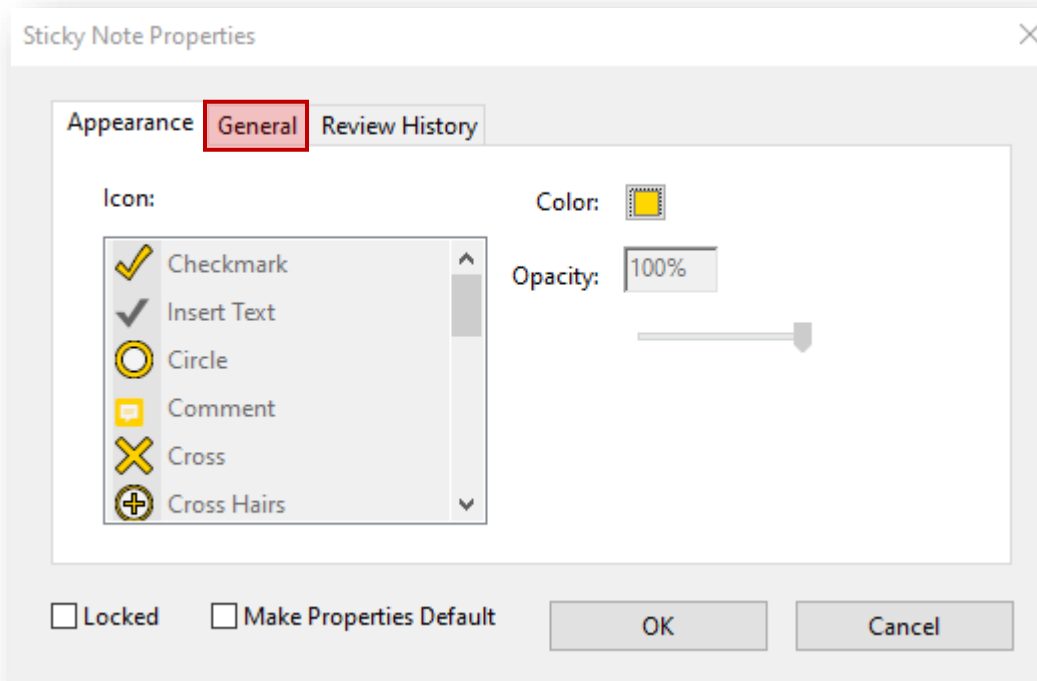 Sticky Note Properties
Appearance General Review History
Icon:
Color:
Checkmark
Insert Text
Circle
Comment
Cross
Cross Hairs
Opacity:
100%
Locked
Make Properties Default
OK
Cancel